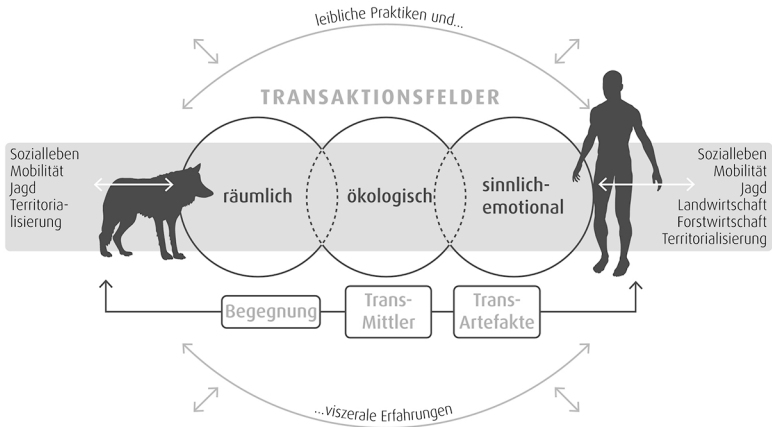 leibliche Praktiken und...
TRANSAKTIONSFELDER
Sozialleben
Mobilität
Jagd
Territoria-
lisierung
räumlich
ökologisch
sinnlich-
emotional
Sozialleben
Mobilität
Jagd
Landwirtschaft
Forstwirtschaft
Territorialisierung
Begegnung
Trans-
Mittler
Trans-
Artefakte
...viszerale Erfahrungen